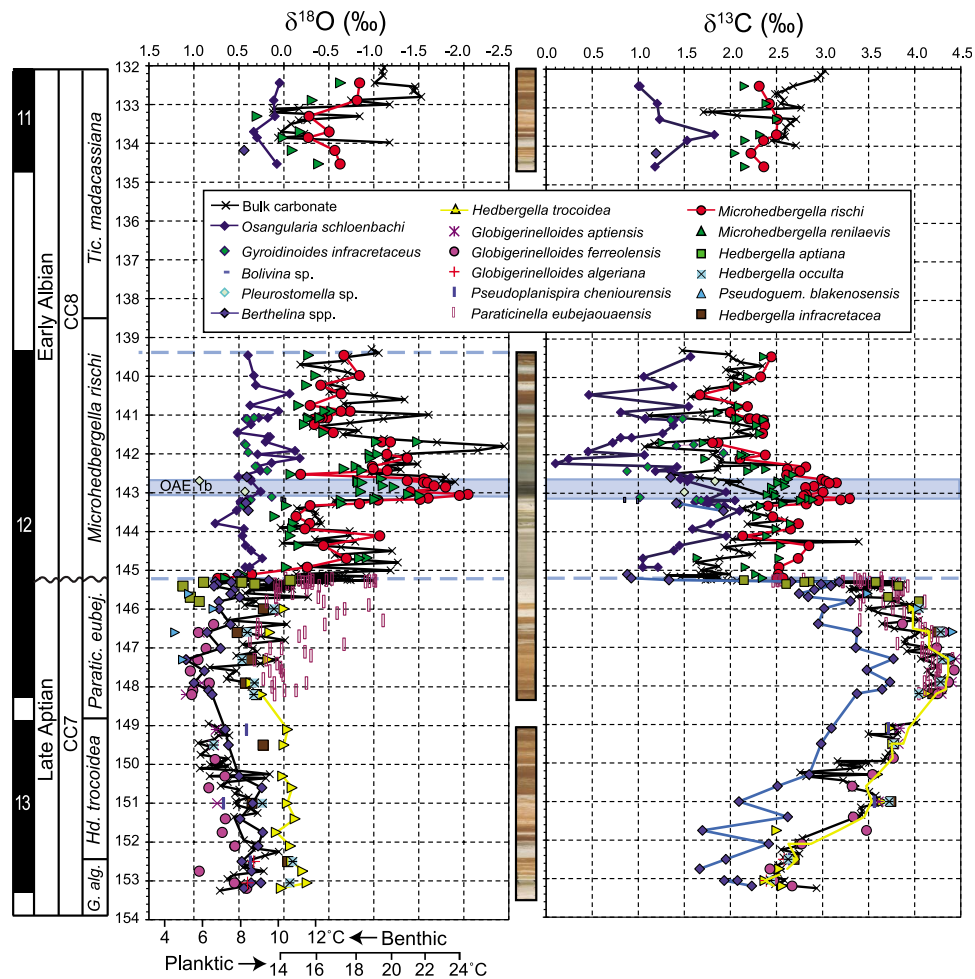 δ18O (‰)
δ13C (‰)
1.5 1.0 0.5 0.0 -0.5 -1.0 -1.5 -2.0 -2.5
0.0 0.5 1.0 1.5 2.0 2.5 3.0 3.5 4.0 4.5
132
133
134
135
136
137
138
139
140
141
142
143
144
145
146
147
148
149
150
151
152
153
154
11
12
13
Early Albian
Late Aptian
CC8
CC7
Tic. madacassiana
Microhedbergella rischi
Paratic. eubej.
Hd. trocoidea
G. alg.
Bulk carbonate
Osangularia schloenbachi
Gyroidinoides infracretaceus
Bolivina sp.
Pleurostomella sp.
Berthelina spp.
Hedbergella trocoidea
Globigerinelloides aptiensis
Globigerinelloides ferreolensis
Globigerinelloides algeriana
Pseudoplanispira cheniourensis
Paraticinella eubejaouaensis
Microhedbergella rischi
Microhedbergella renilaevis
Hedbergella aptiana
Hedbergella occulta
Pseudoguem. blakenosensis
Hedbergella infracretacea
OAE 1b
4 6 8 10 12˚C Benthic
Planktic 14 16 18 20 22 24˚C